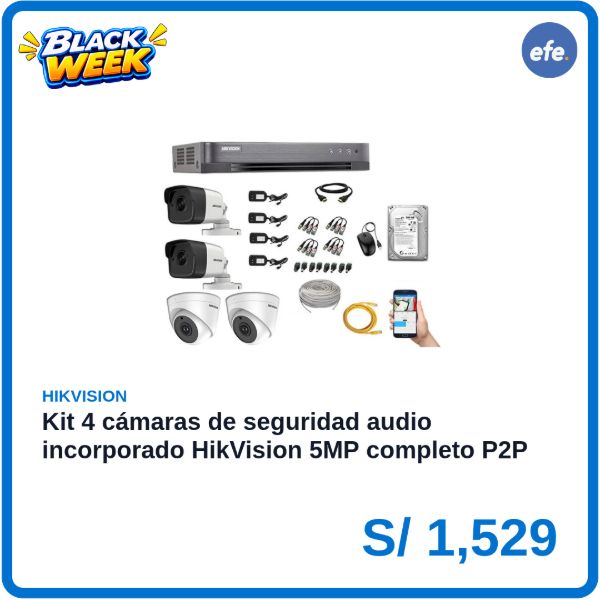 BLACK
WEEK
efe.
HIKVISION
HIKVISION
Kit 4 cámaras de seguridad audio
incorporado HikVision 5MP completo P2P
S/ 1,529